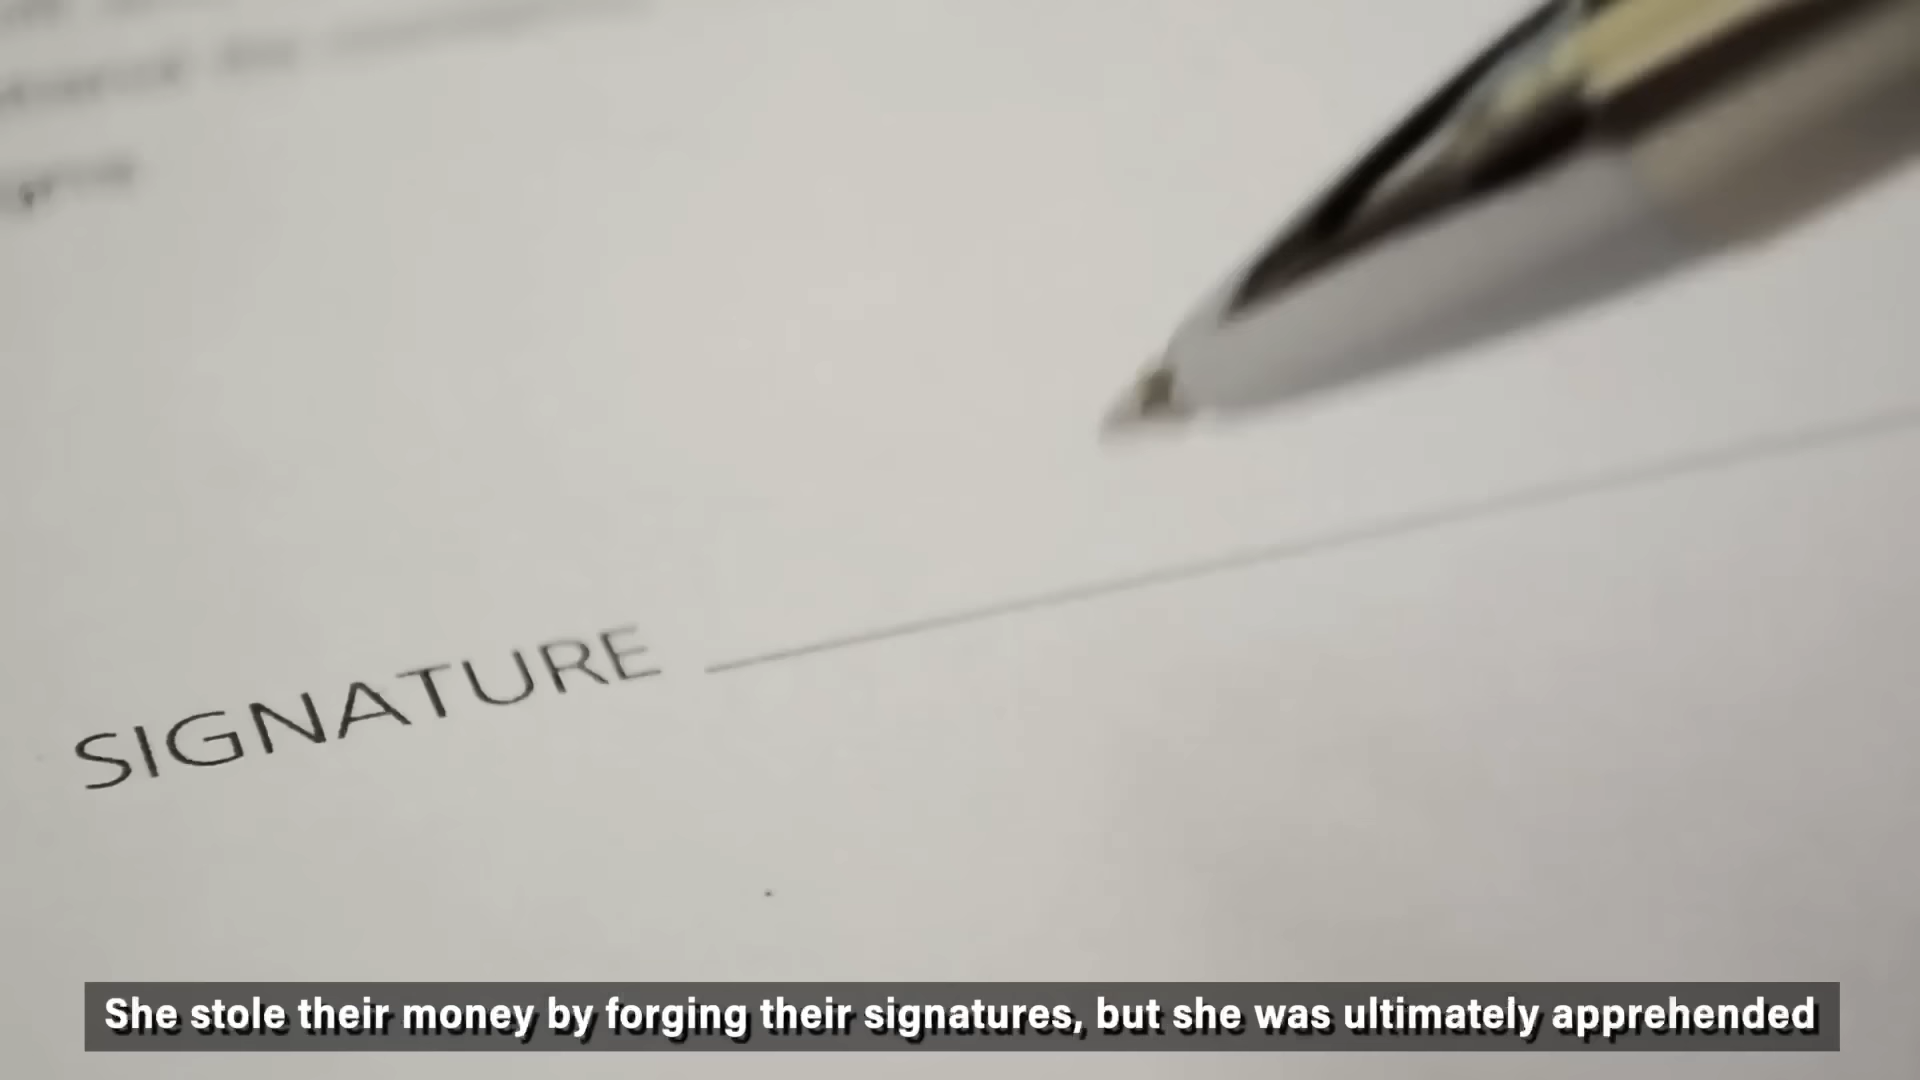 SIGNATURE
She stole their money by forging their signatures, but she was ultimately apprehended